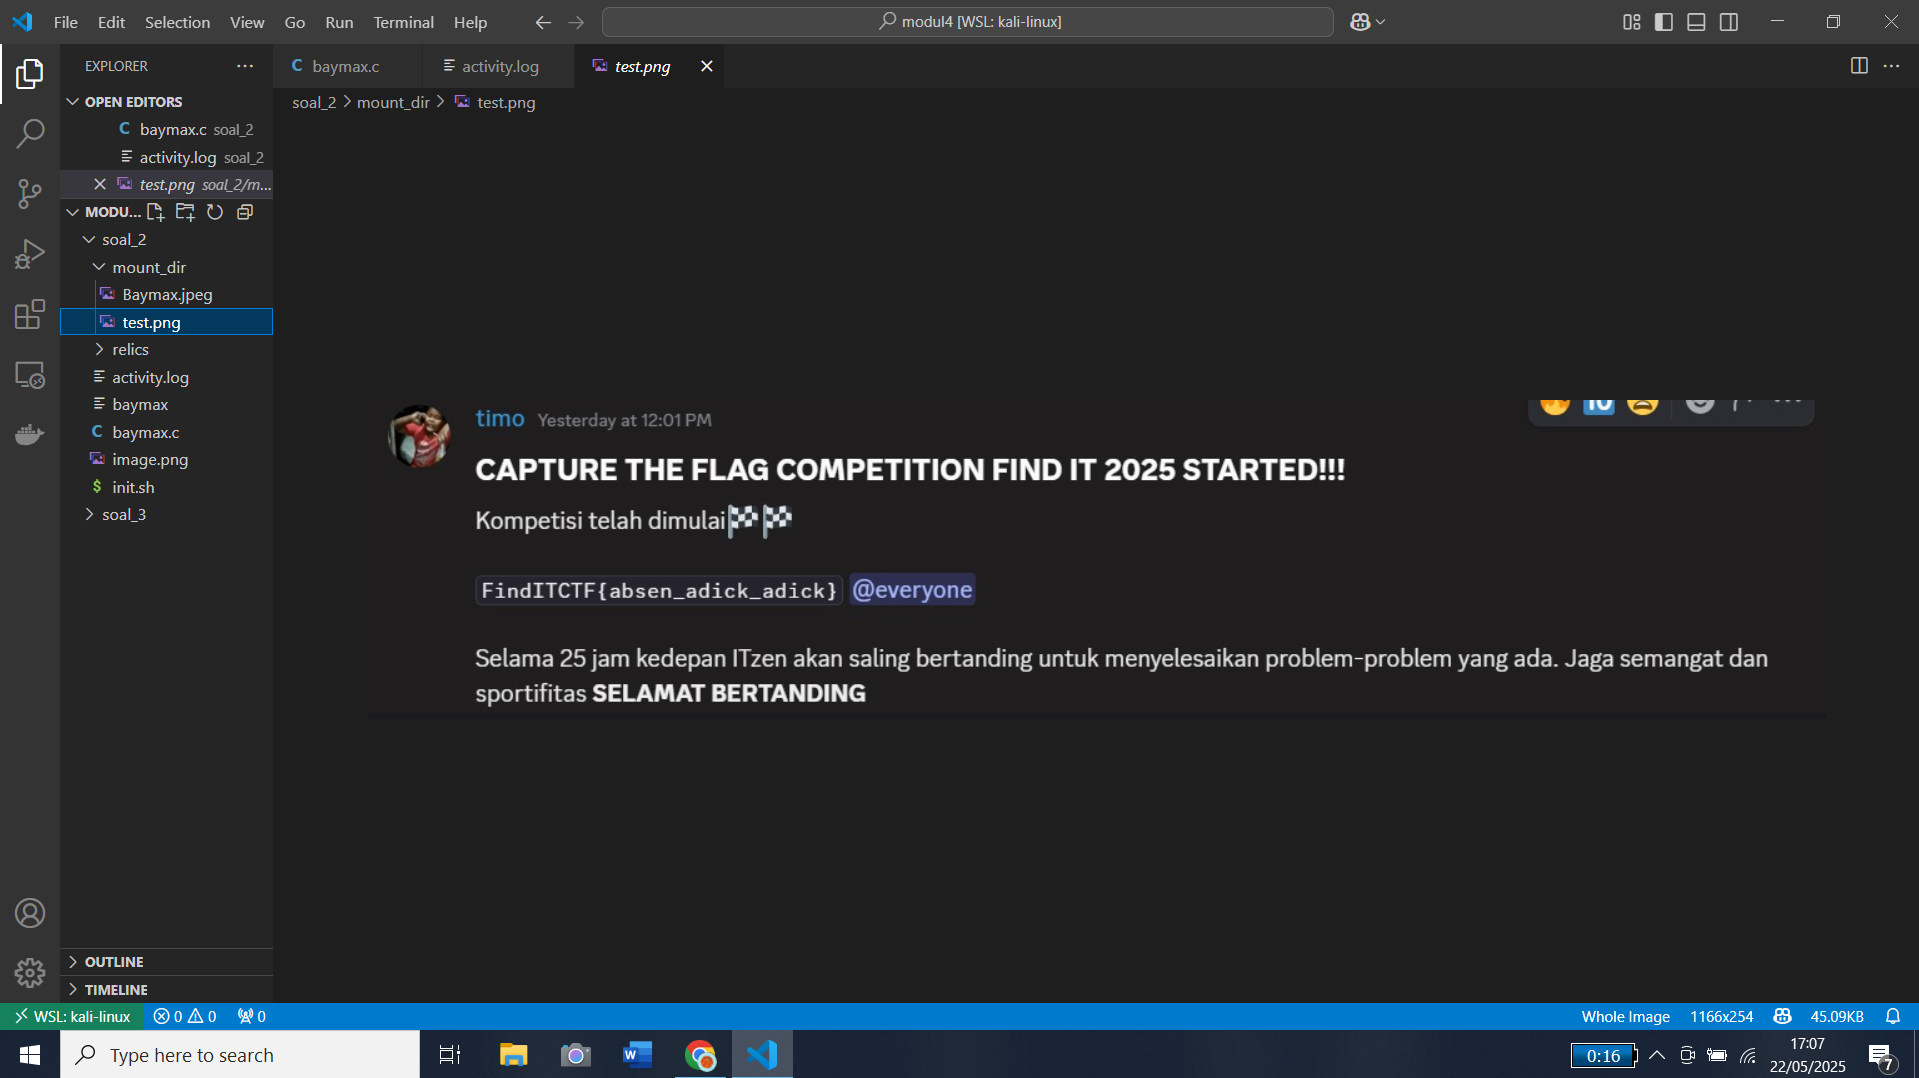 File Edit Selection View Go Run Terminal Help
modul4 [WSL: kali-linux]
EXPLORER
baymax.c
activity.log
test.png
soal_2 > mount_dir > test.png
OPEN EDITORS
baymax.c soal_2
activity.log soal_2
test.png soal_2/m...
MODU...
soal_2
mount_dir
Baymax.jpeg
test.png
relics
activity.log
baymax
baymax.c
image.png
init.sh
soal_3
timo Yesterday at 12:01 PM
CAPTURE THE FLAG COMPETITION FIND IT 2025 STARTED!!!
Kompetisi telah dimulai
FindITCTF{absen_adick_adick} @everyone
Selama 25 jam kedepan ITzen akan saling bertanding untuk menyelesaikan problem-problem yang ada. Jaga semangat dan
sportifitas SELAMAT BERTANDING
OUTLINE
TIMELINE
WSL: kali-linux 0 0 0
Whole Image 1166x254 45.09KB
Type here to search
0:16
17:07
22/05/2025
7